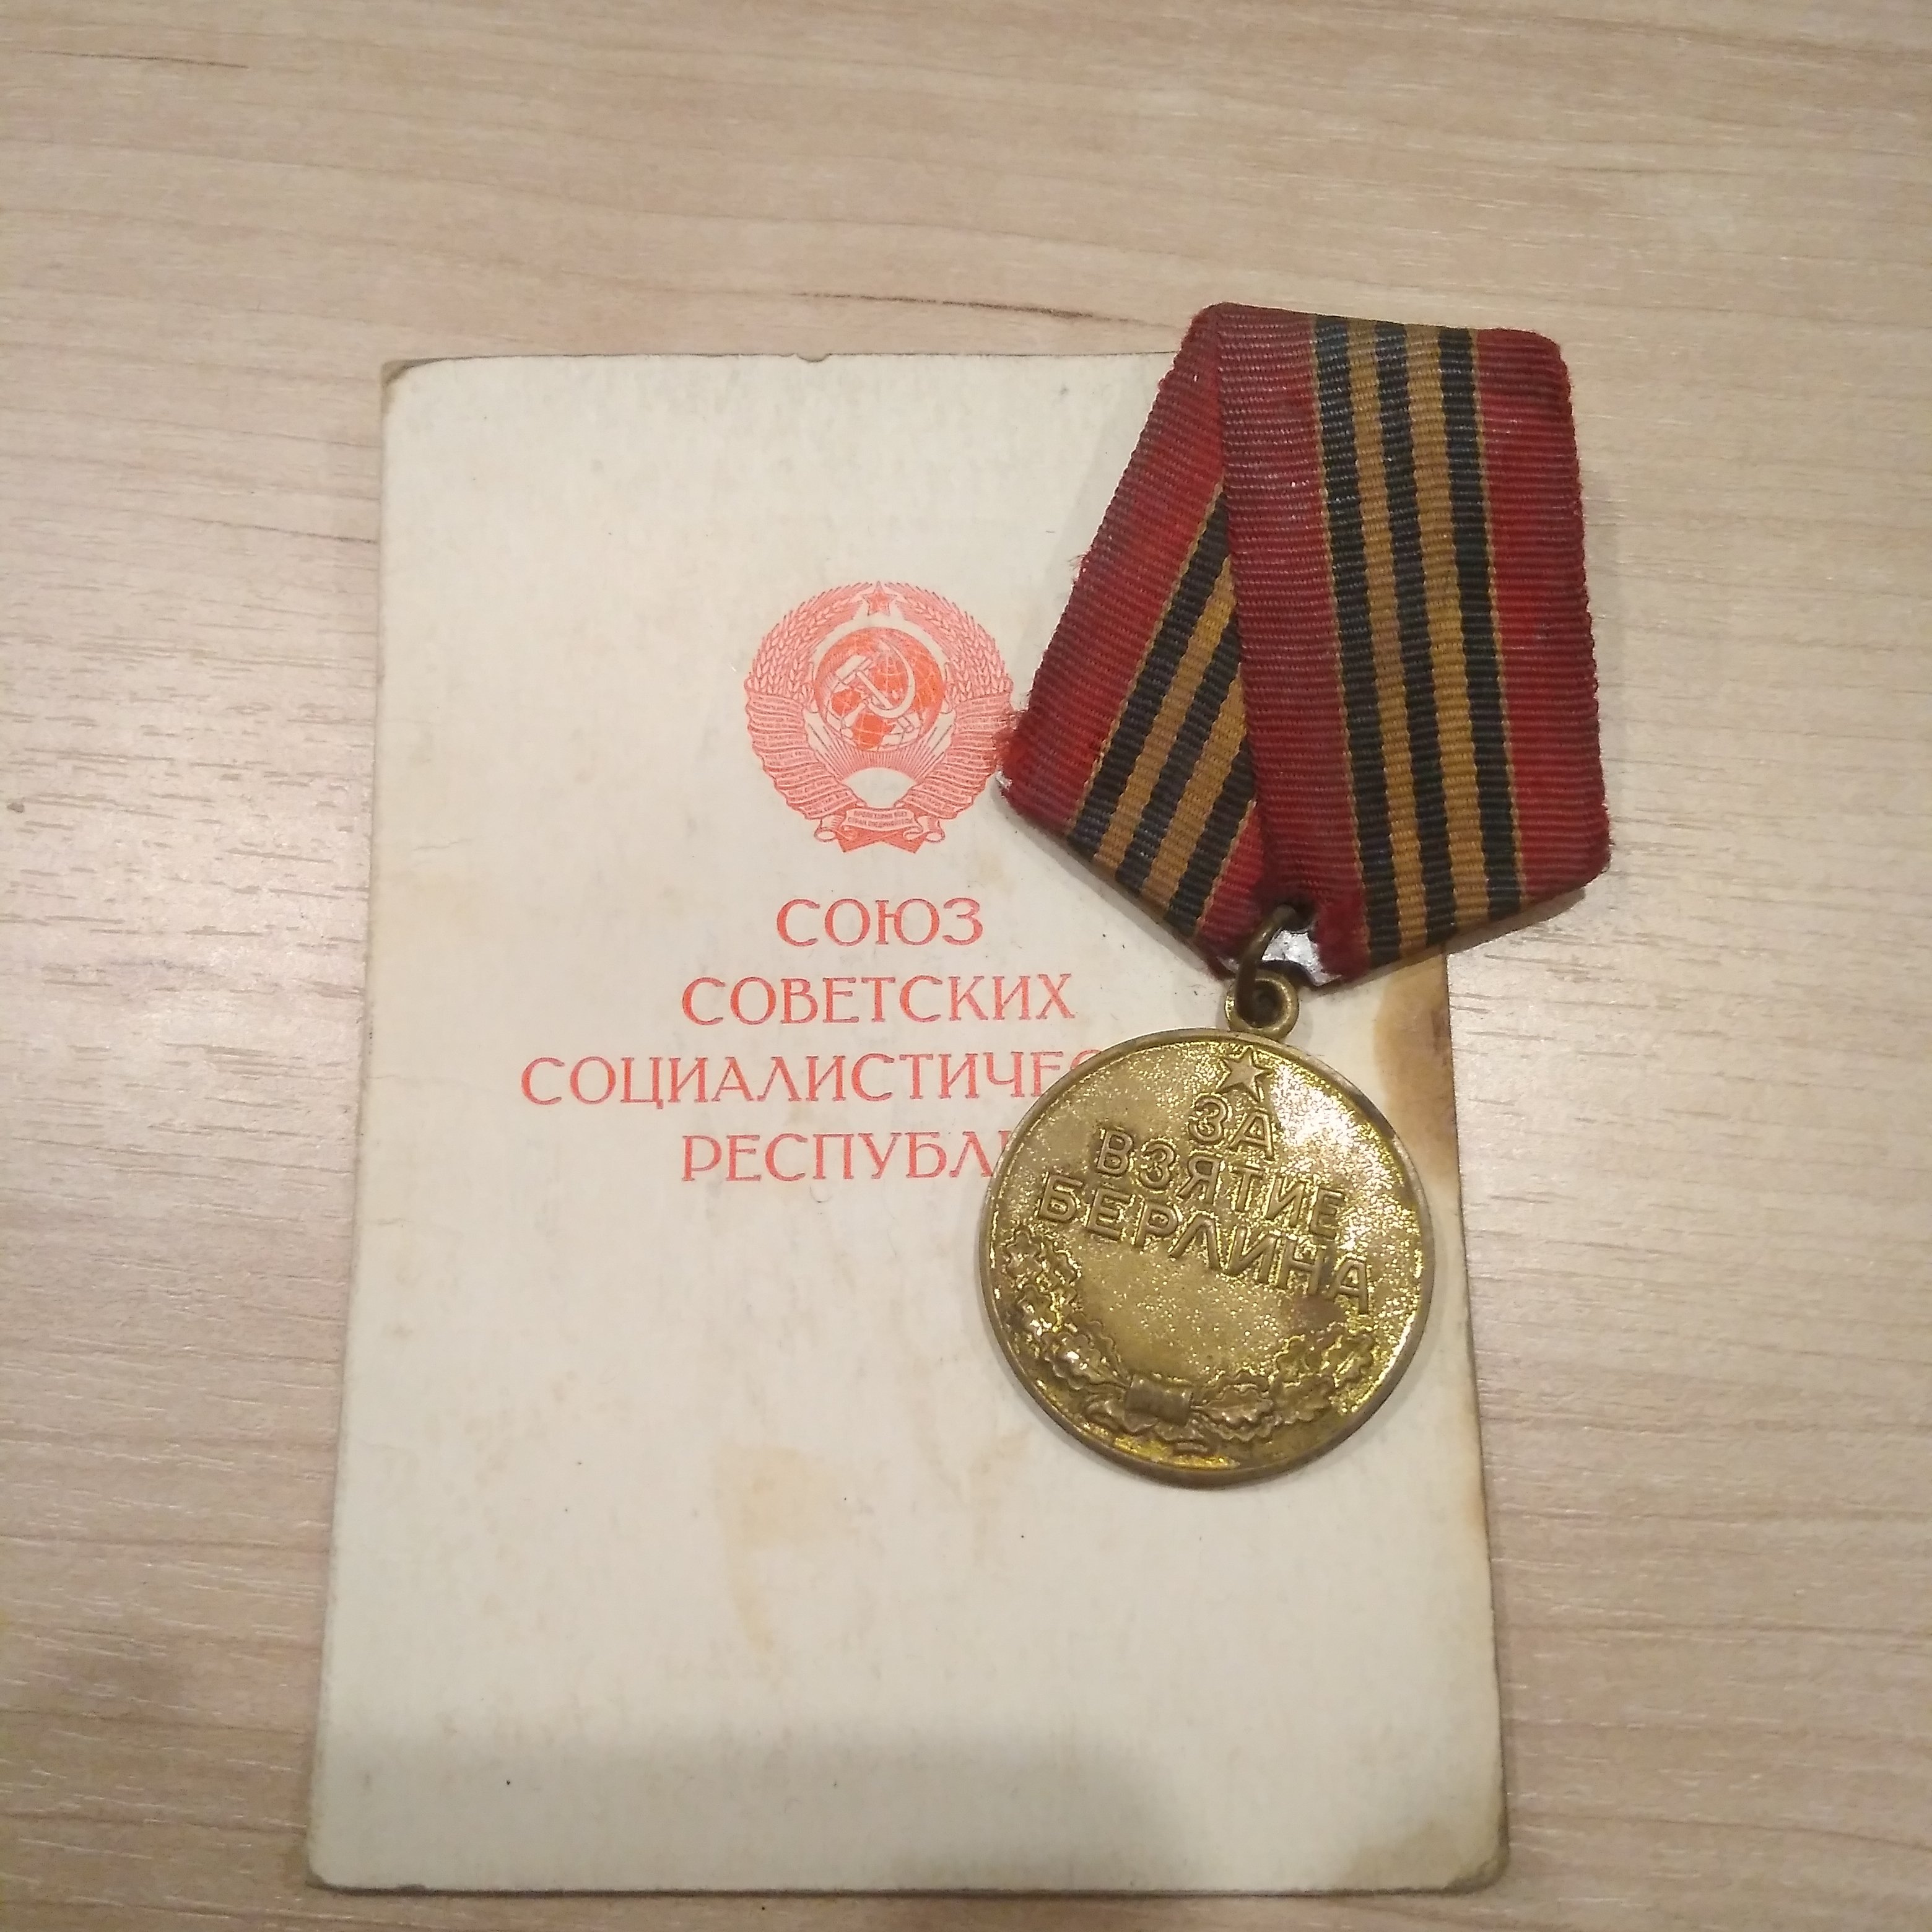 СОЮЗ
СОВЕТСКИХ
СОЦИАЛИСТИЧЕС
РЕСПУБЛ
ЗА
ВЗЯТИЕ
БЕРЛИНА